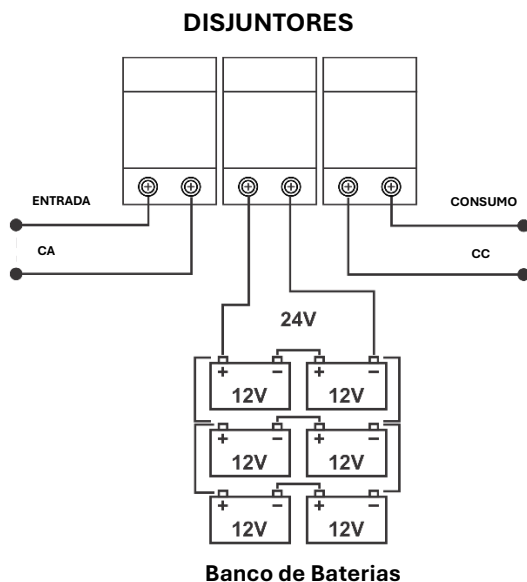 DISJUNTORES
ENTRADA
CONSUMO
CA
CC
24V
+ − + −
12V 12V
+ − + −
12V 12V
+ − + −
12V 12V
Banco de Baterias